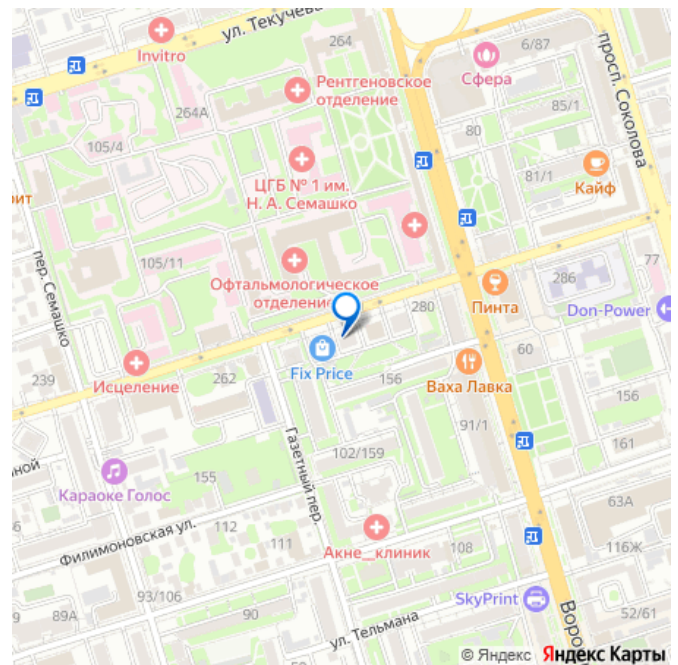 ул. Текучева
Invitro
264
6/87
Сфера
просп. Соколова
Рентгеновское
отделение
264А
85/1
80
105/4
ЦГБ № 1 им.
Н. А. Семашко
81/1
Кайф
пер. Семашко
105/11
Офтальмологическое
отделение
286
77
280
Пинта
Don-Power
Fix Price
60
Исцеление
239
262
156
Ваха Лавка
156
91/1
161
102/159
Газетный пер.
155
Караоке Голос
63А
Филимоновская ул.
112
111
Акне_клиник
108
116Ж
93/106
SkyPrint
89А
90
ул. Тельмана
52/61
© Яндекс Яндекс Карты